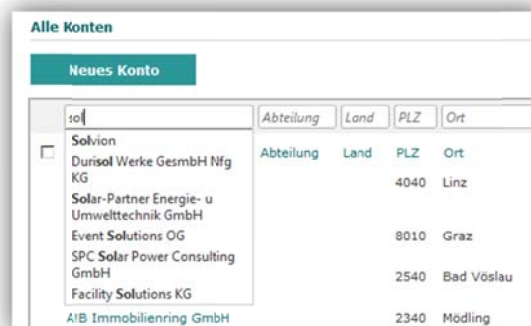 Alle Konten
Neues Konto
sol Abteilung Land PLZ Ort
Solvion
Abteilung Land PLZ Ort
Durisol Werke GesmbH Nfg
KG
4040 Linz
Solar-Partner Energie- u
Umwelttechnik GmbH
Event Solutions OG
8010 Graz
SPC Solar Power Consulting
GmbH
2540 Bad Vöslau
Facility Solutions KG
A!B Immobilienring GmbH
2340 Mödling